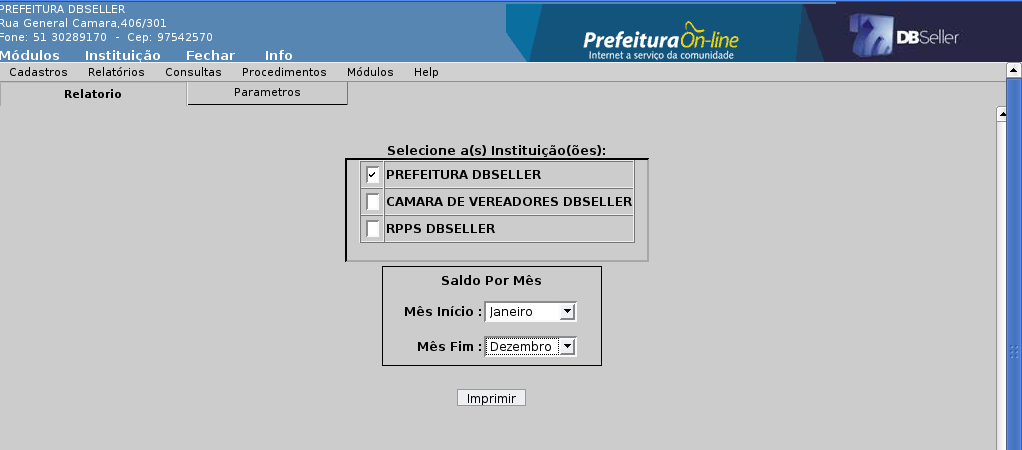 PREFEITURA DBSELLER
Rua General Camara,406/301
Fone: 51 30289170 - Cep: 97542570
Módulos Instituição Fechar Info
Prefeitura On-line
Internet a serviço da comunidade
DBSeller
Cadastros Relatórios Consultas Procedimentos Módulos Help
Relatorio Parametros
Selecione a(s) Instituição(ões):
PREFEITURA DBSELLER
CAMARA DE VEREADORES DBSELLER
RPPS DBSELLER
Saldo Por Mês
Mês Início : Janeiro
Mês Fim : Dezembro
Imprimir